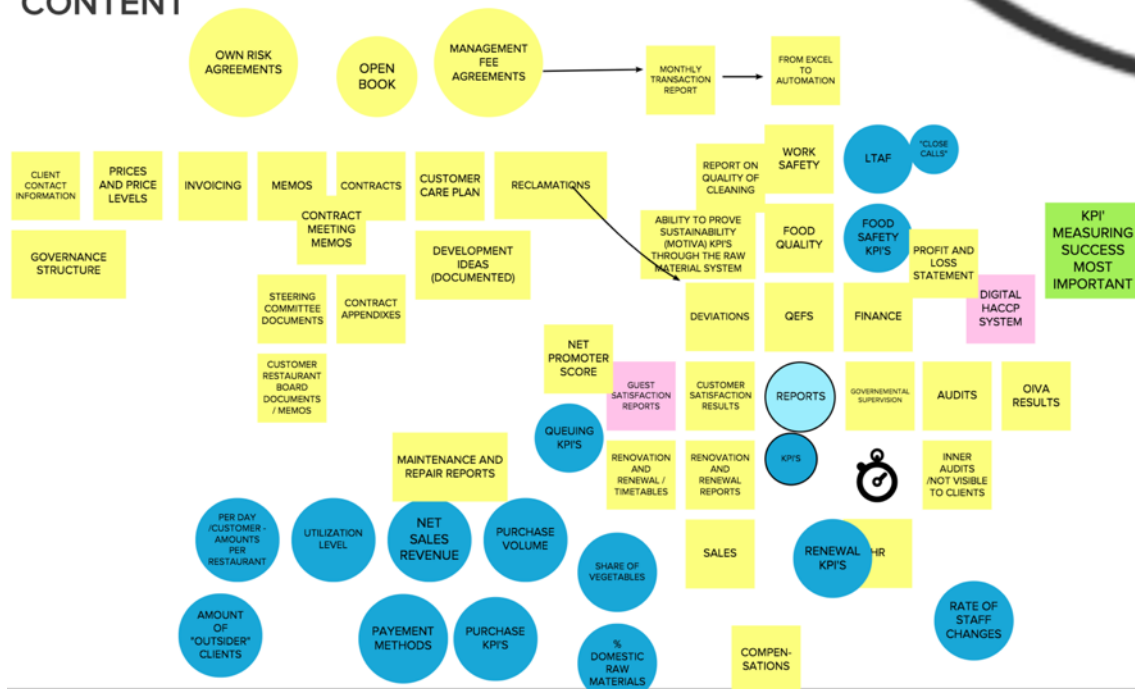 CONTENT
OWN RISK
AGREEMENTS
OPEN
BOOK
MANAGEMENT
FEE
AGREEMENTS
MONTHLY
TRANSACTION
REPORT
FROM EXCEL
TO
AUTOMATION
CLIENT
CONTACT
INFORMATION
PRICES
AND PRICE
LEVELS
INVOICING
MEMOS
CONTRACTS
CUSTOMER
CARE PLAN
RECLAMATIONS
REPORT ON
QUALITY OF
CLEANING
WORK
SAFETY
LTAF
"CLOSE
CALLS"
CONTRACT
MEETING
MEMOS
GOVERNANCE
STRUCTURE
DEVELOPMENT
IDEAS
(DOCUMENTED)
ABILITY TO PROVE
SUSTAINABILITY
(MOTIVA) KPI'S
THROUGH THE RAW
MATERIAL SYSTEM
FOOD
QUALITY
FOOD
SAFETY
KPI'S
PROFIT AND
LOSS
STATEMENT
KPI'
MEASURING
SUCCESS
MOST
IMPORTANT
STEERING
COMMITTEE
DOCUMENTS
CONTRACT
APPENDIXES
DEVIATIONS
QEFS
FINANCE
DIGITAL
HACCP
SYSTEM
CUSTOMER
RESTAURANT
BOARD
DOCUMENTS
/ MEMOS
NET
PROMOTER
SCORE
GUEST
SATISFACTION
REPORTS
CUSTOMER
SATISFACTION
RESULTS
REPORTS
GOVERNEMENTAL
SUPERVISION
AUDITS
OIVA
RESULTS
QUEUING
KPI'S
MAINTENANCE AND
REPAIR REPORTS
RENOVATION
AND
RENEWAL /
TIMETABLES
RENOVATION
AND
RENEWAL
REPORTS
KPI'S
INNER
AUDITS
/NOT VISIBLE
TO CLIENTS
PER DAY
/CUSTOMER -
AMOUNTS
PER
RESTAURANT
UTILIZATION
LEVEL
NET
SALES
REVENUE
PURCHASE
VOLUME
SHARE OF
VEGETABLES
SALES
RENEWAL
KPI'S
HR
AMOUNT
OF
"OUTSIDER"
CLIENTS
PAYEMENT
METHODS
PURCHASE
KPI'S
%
DOMESTIC
RAW
MATERIALS
COMPEN-
SATIONS
RATE OF
STAFF
CHANGES